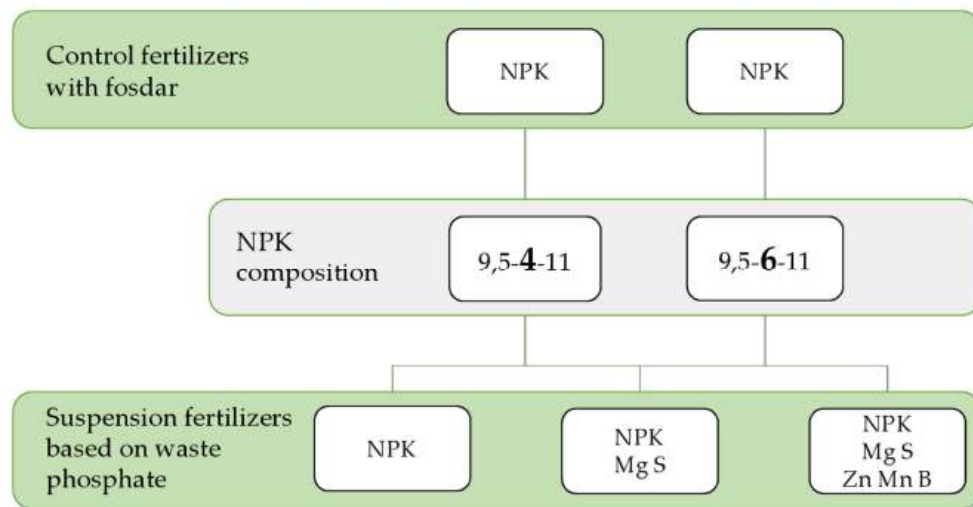 Control fertilizers
with fosdar
NPK
NPK
NPK
composition
9,5-4-11
9,5-6-11
Suspension fertilizers
based on waste
phosphate
NPK
NPK
Mg S
NPK
Mg S
Zn Mn B